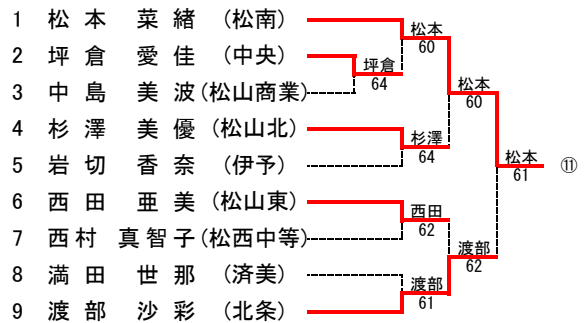 1 松本 菜緒 (松南)
2 坪倉 愛佳 (中央)
3 中島 美波 (松山商業)
4 杉澤 美優 (松山北)
5 岩切 香奈 (伊予)
6 西田 亜美 (松山東)
7 西村 真智子 (松西中等)
8 満田 世那 (済美)
9 渡部 沙彩 (北条)
坪倉
64
松本
60
杉澤
64
西田
62
渡部
61
松本
60
渡部
62
松本
61
⑪